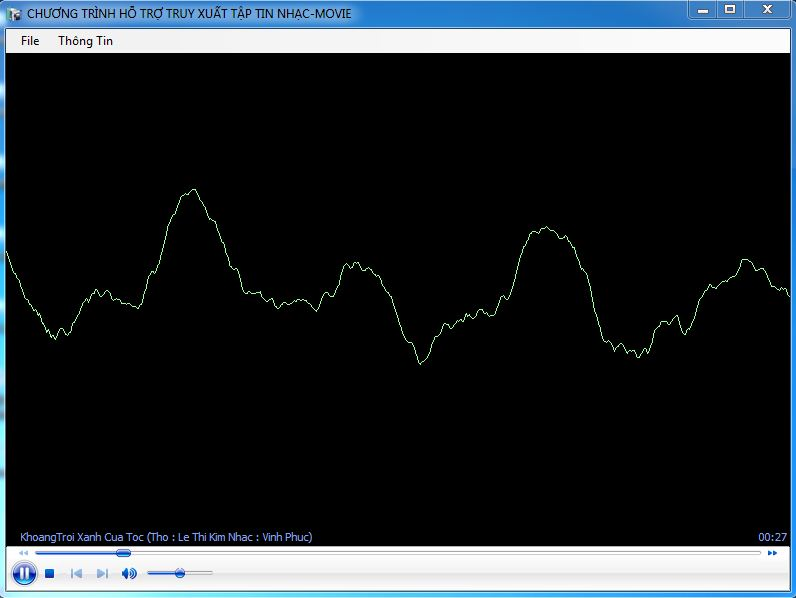 CHƯƠNG TRÌNH HỖ TRỢ TRUY XUẤT TẬP TIN NHẠC-MOVIE
File Thông Tin
KhoangTroi Xanh Cua Toc (Tho : Le Thi Kim Nhac : Vinh Phuc) 00:27